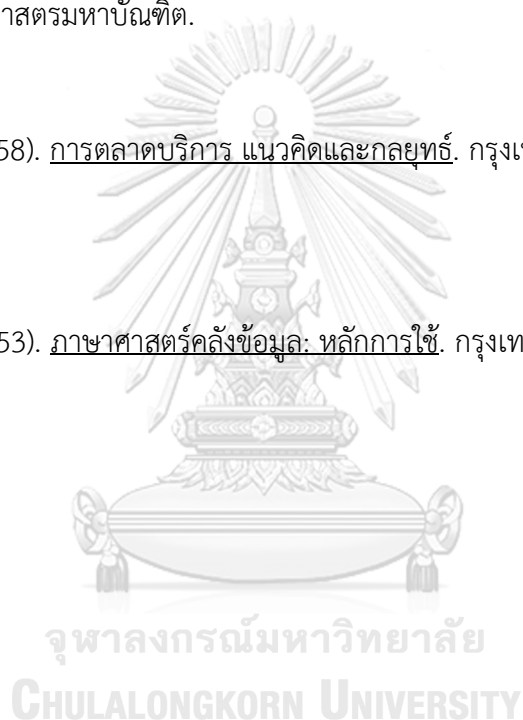 าสตรมหาบัณฑิต.
58). การตลาดบริการ แนวคิดและกลยุทธ์. กรุงเท
53). ภาษาศาสตร์คลังข้อมูล: หลักการใช้. กรุงเท
จุฬาลงกรณ์มหาวิทยาลัย
CHULALONGKORN UNIVERSITY